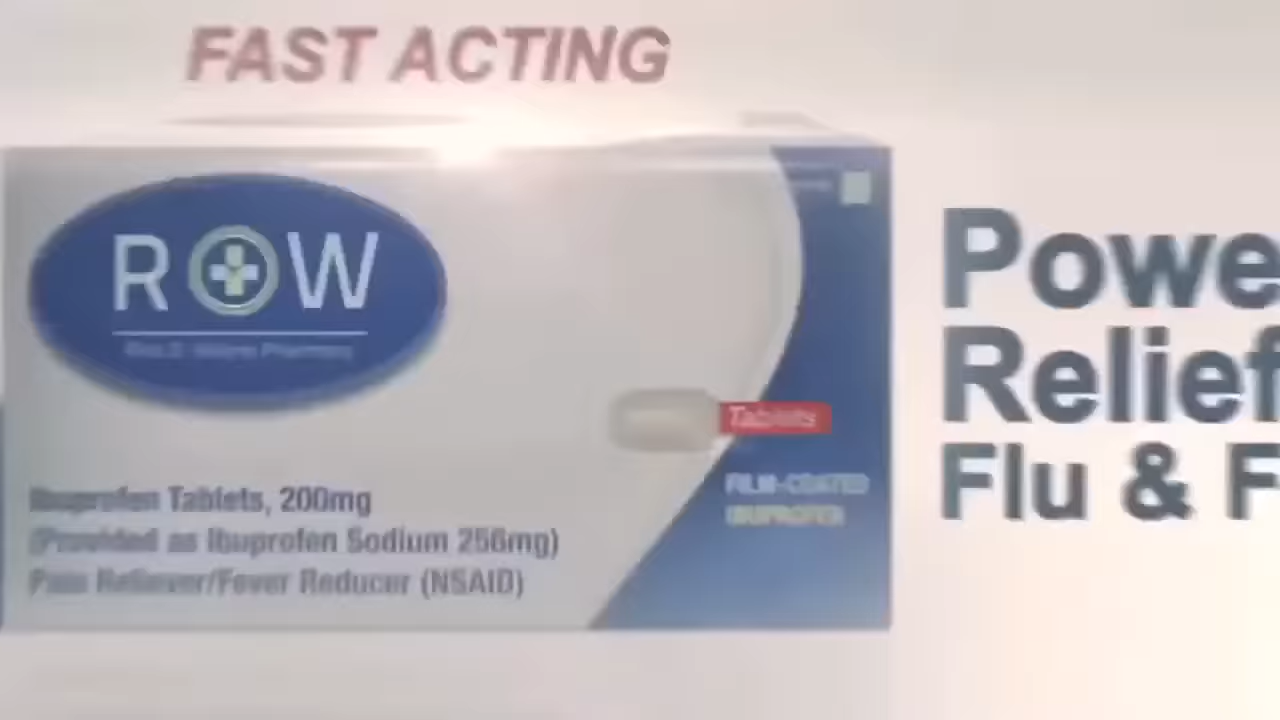 FAST ACTING
ROW
Tablets
FILM-COATED
IBUPROFEN
Ibuprofen Tablets, 200mg
(Provided as Ibuprofen Sodium 256mg)
Pain Reliever/Fever Reducer (NSAID)
Powe
Relief
Flu & F